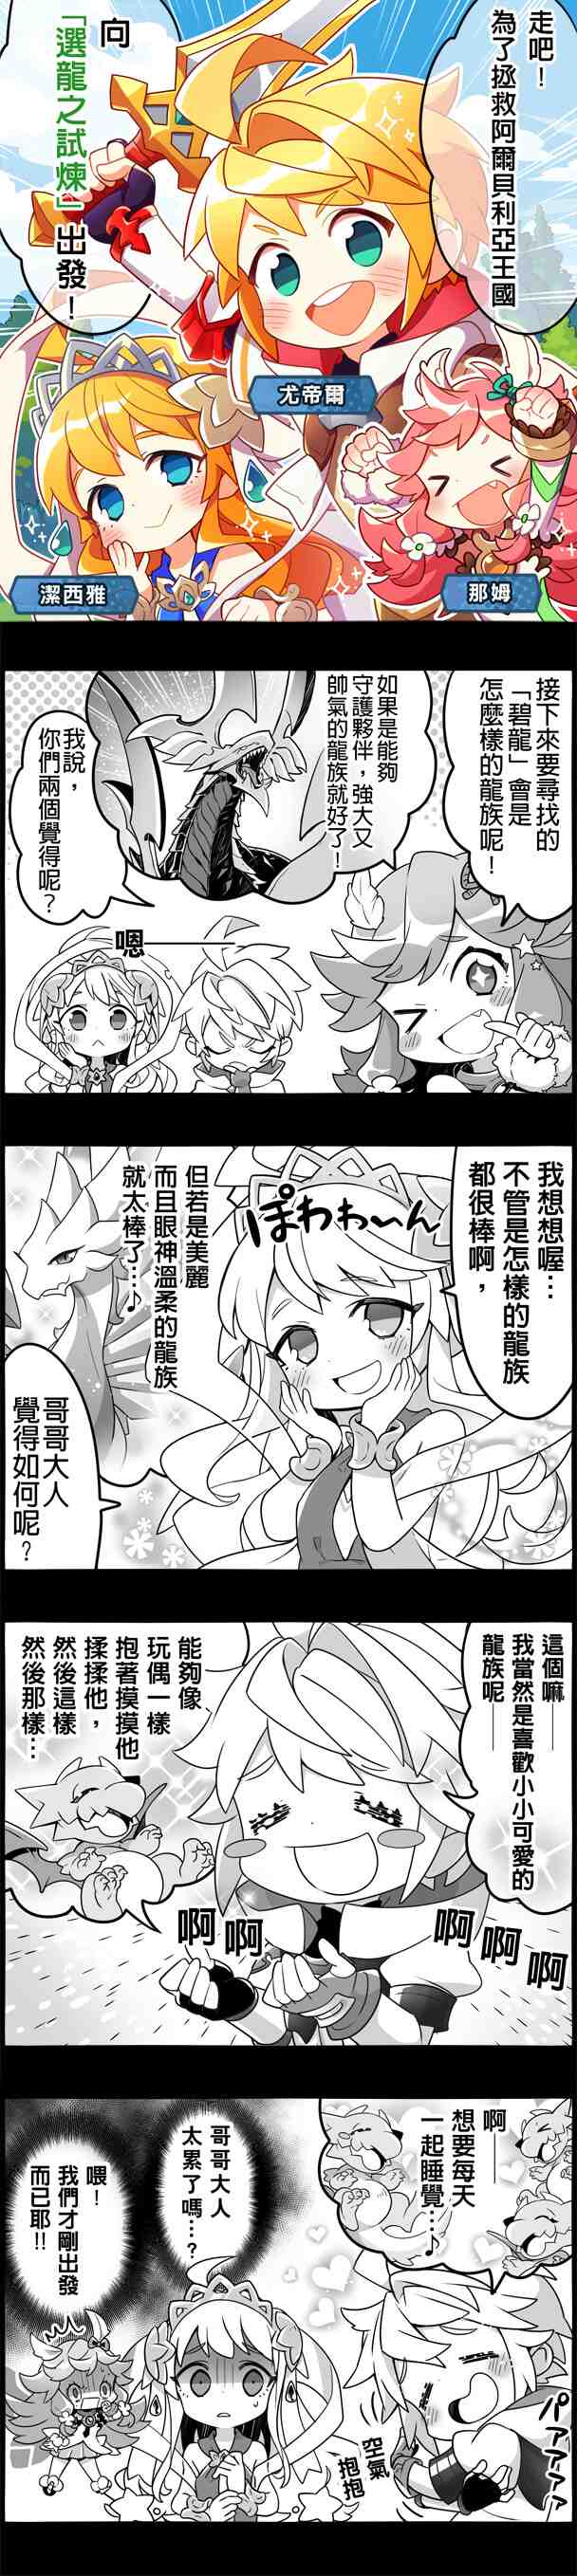 走吧！
為了拯救阿爾貝利亞王國
向
「選龍之試煉」出發！
尤帝爾
潔西雅
那姆
接下來要尋找的
「碧龍」會是
怎麼樣的龍族呢！
如果是能夠
守護夥伴，強大又
帥氣的龍族就好了！
我說，
你們兩個覺得呢？
嗯──
我想想喔…
不管是怎樣的龍族
都很棒啊，
ぽわわ～ん
但若是美麗
而且眼神溫柔的龍族
就太棒了…♪
哥哥大人
覺得如何呢？
這個嘛──
我當然是喜歡小小可愛的
龍族呢──
能夠像
玩偶一樣
抱著摸摸他
揉揉他，
然後這樣
然後那樣…
啊啊啊
啊啊
啊──
想要每天
一起睡覺…♪
パアアアア
空氣
抱抱
哥哥大人
太累了嗎…？
喂！
我們才剛出發
而已耶!!